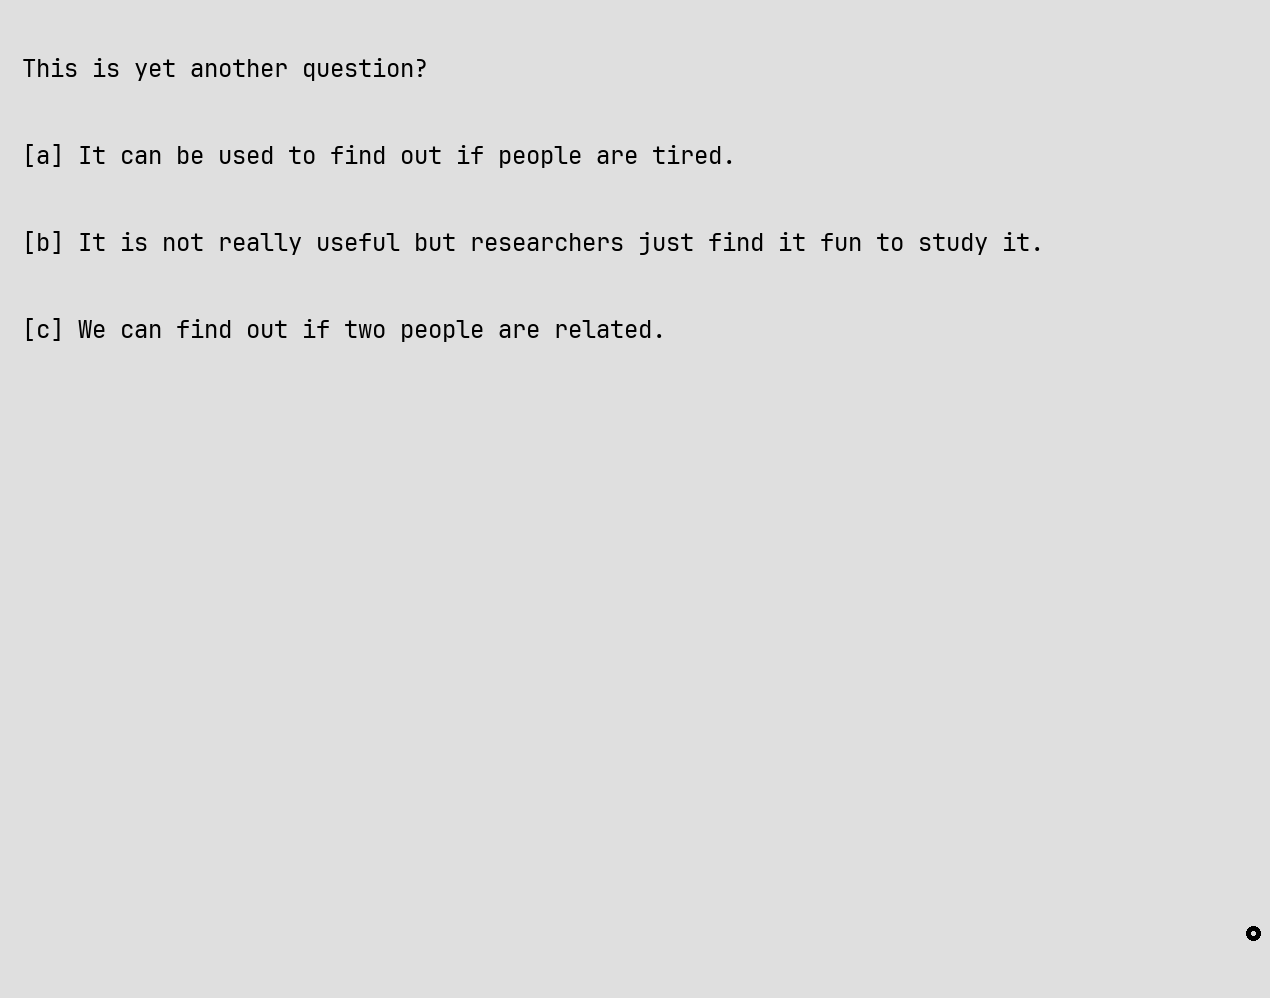 This is yet another question?
[a] It can be used to find out if people are tired.
[b] It is not really useful but researchers just find it fun to study it.
[c] We can find out if two people are related.